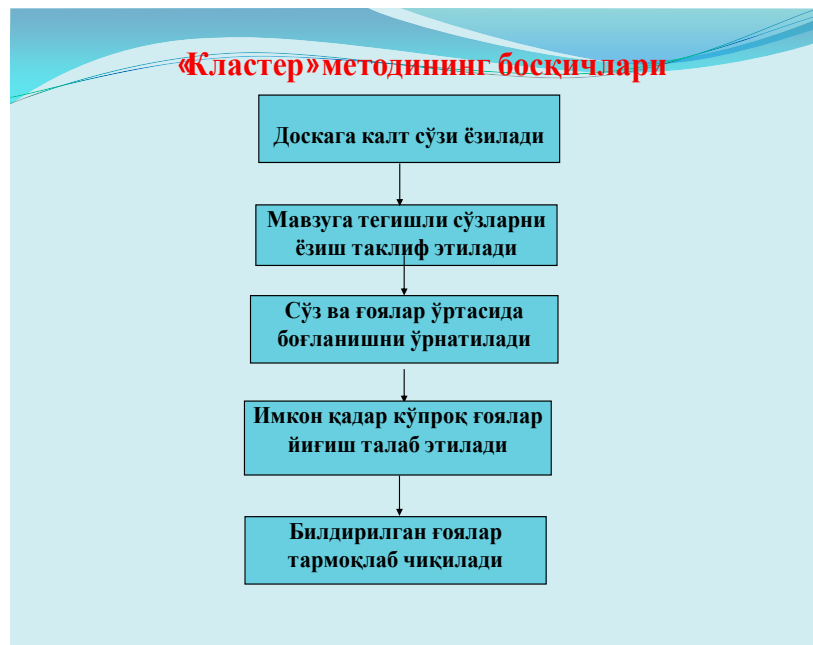 «Кластер» методининг босқичлари
Доскага калт сўзи ёзилади
Мавзуга тегишли сўзларни
ёзиш таклиф этилади
Сўз ва ғоялар ўртасида
боғланишни ўрнатилади
Имкон қадар кўпроқ ғоялар
йиғиш талаб этилади
Билдирилган ғоялар
тармоқлаб чиқилади